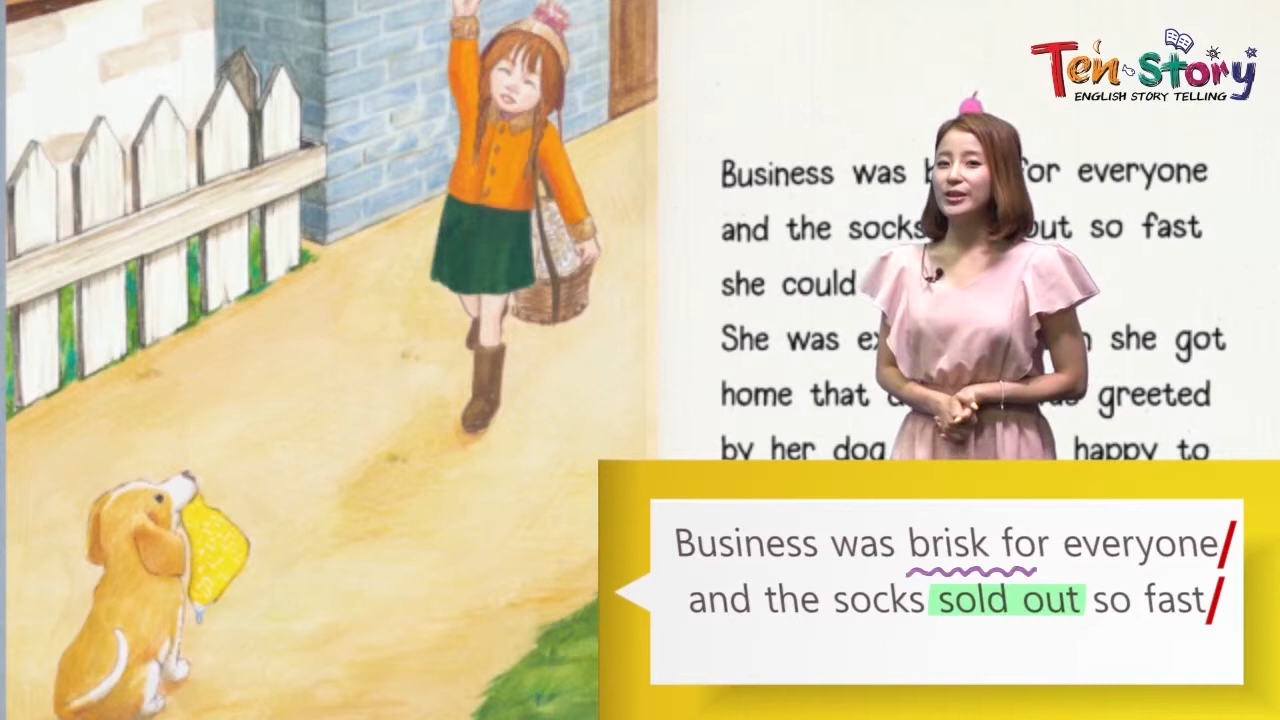 Ten Story
ENGLISH STORY TELLING
Business was for everyone
and the socks out so fast
she could
She was she got
home that greeted
by her dog happy to
Business was brisk for everyone/
and the socks sold out so fast/